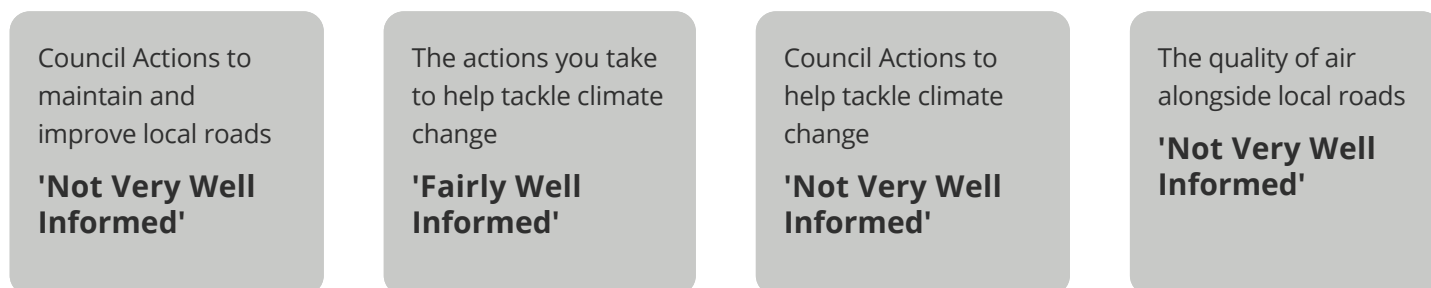 Council Actions to
maintain and
improve local roads
'Not Very Well
Informed'
The actions you take
to help tackle climate
change
'Fairly Well
Informed'
Council Actions to
help tackle climate
change
'Not Very Well
Informed'
The quality of air
alongside local roads
'Not Very Well
Informed'